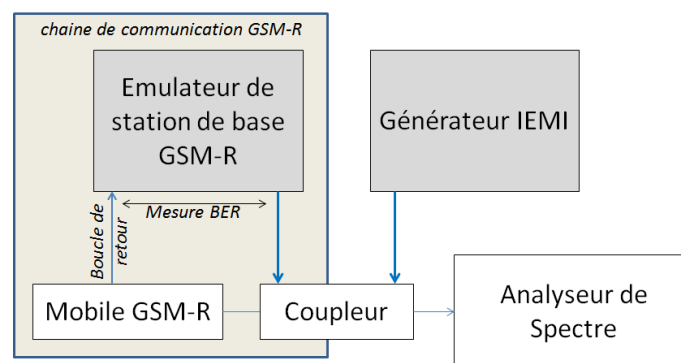 chaine de communication GSM-R
Emulateur de
station de base
GSM-R
Générateur IEMI
Mesure BER
Boucle de
retour
Mobile GSM-R
Coupleur
Analyseur de
Spectre